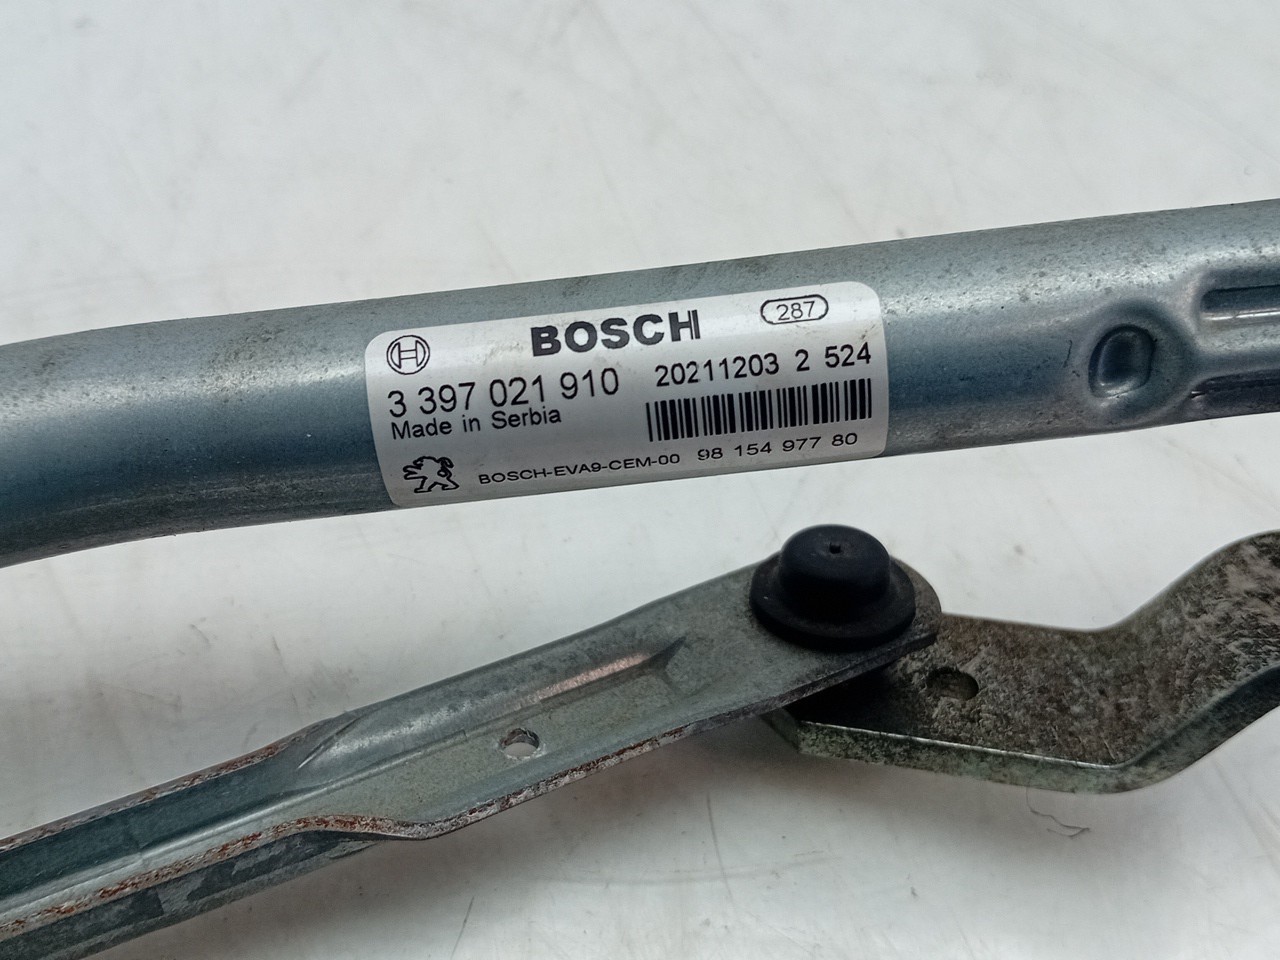 BOSCH 287
3 397 021 910 20211203 2 524
Made in Serbia
BOSCH-EVA9-CEM-00 98 154 977 80